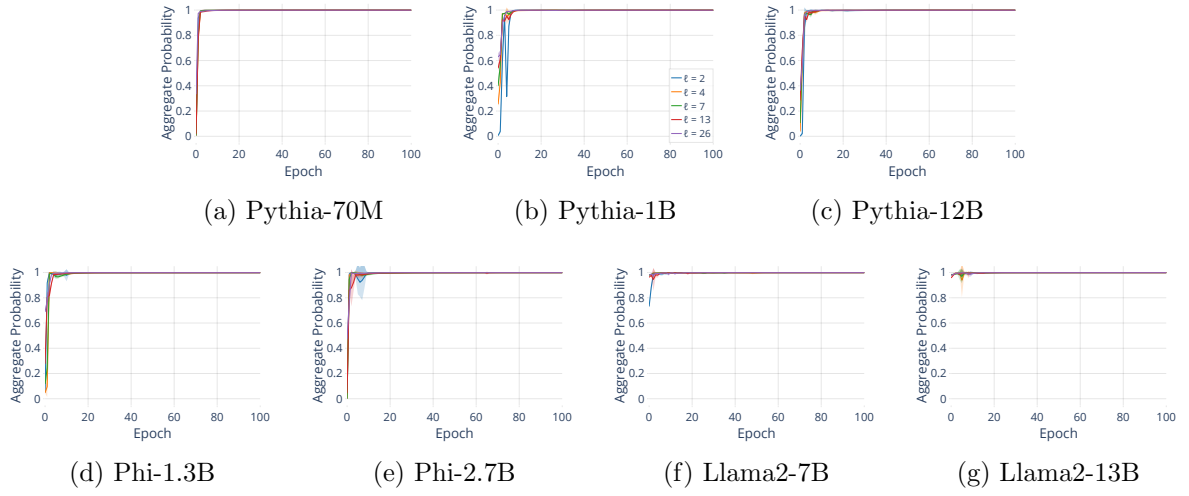 Aggregate Probability
1
0.8
0.6
0.4
0.2
0
0 20 40 60 80 100
Epoch
(a) Pythia-70M
Aggregate Probability
1
0.8
0.6
0.4
0.2
0
ℓ = 2
ℓ = 4
ℓ = 7
ℓ = 13
ℓ = 26
0 20 40 60 80 100
Epoch
(b) Pythia-1B
Aggregate Probability
1
0.8
0.6
0.4
0.2
0
0 20 40 60 80 100
Epoch
(c) Pythia-12B
Aggregate Probability
1
0.8
0.6
0.4
0.2
0
0 20 40 60 80 100
Epoch
(d) Phi-1.3B
Aggregate Probability
1
0.8
0.6
0.4
0.2
0
0 20 40 60 80 100
Epoch
(e) Phi-2.7B
Aggregate Probability
1
0.8
0.6
0.4
0.2
0
0 20 40 60 80 100
Epoch
(f) Llama2-7B
Aggregate Probability
1
0.8
0.6
0.4
0.2
0
0 20 40 60 80 100
Epoch
(g) Llama2-13B